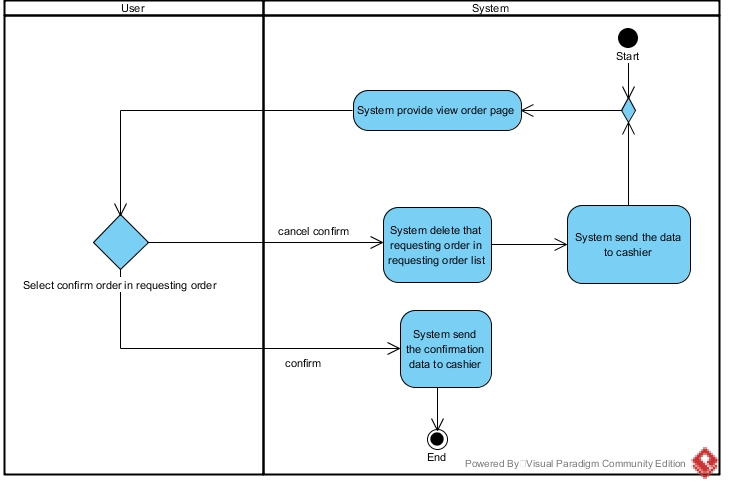 User
System
Start
System provide view order page
cancel confirm
System delete that
requesting order in
requesting order list
System send the data
to cashier
Select confirm order in requesting order
System send
the confirmation
data to cashier
confirm
End
Powered By Visual Paradigm Community Edition